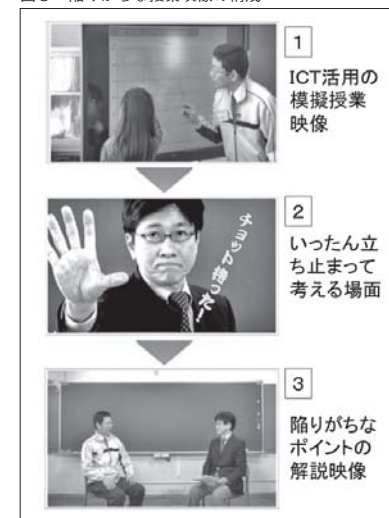 1
ICT活用の
模擬授業
映像
チョット待った!
2
いったん立
ち止まって
考える場面
3
陥りがちな
ポイントの
解説映像